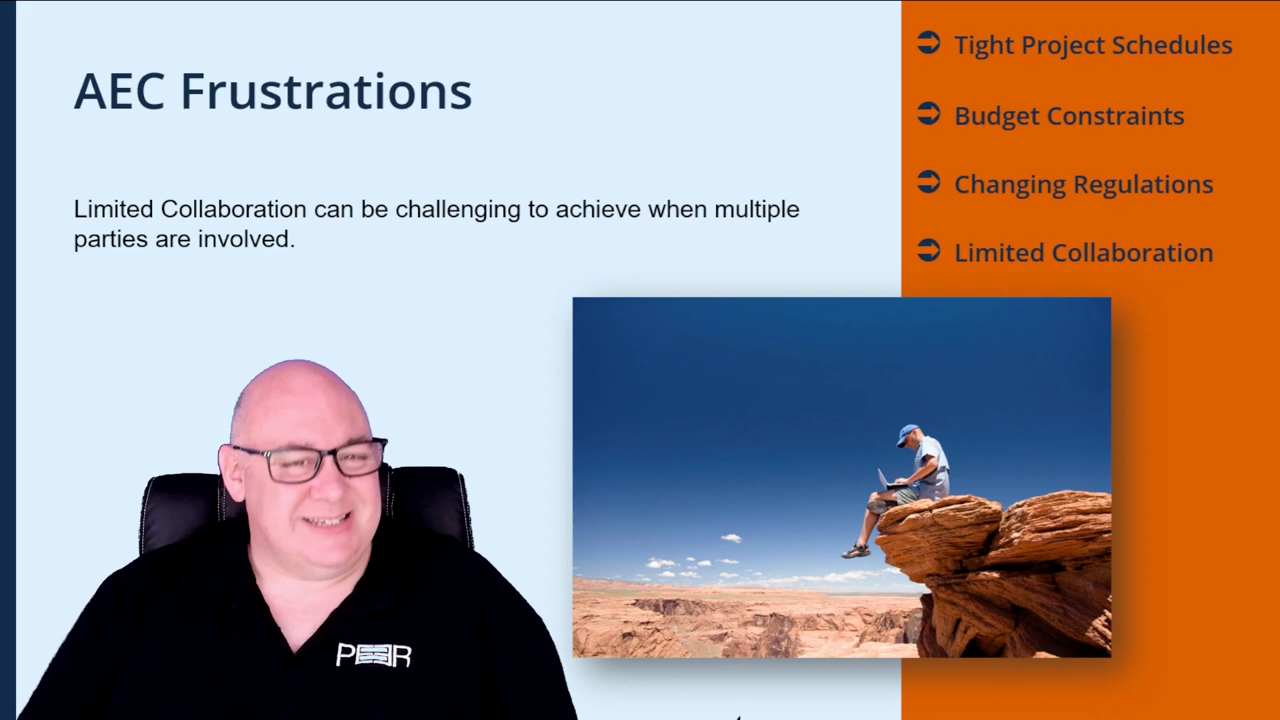 AEC Frustrations
Limited Collaboration can be challenging to achieve when multiple
parties are involved.
Tight Project Schedules
Budget Constraints
Changing Regulations
Limited Collaboration